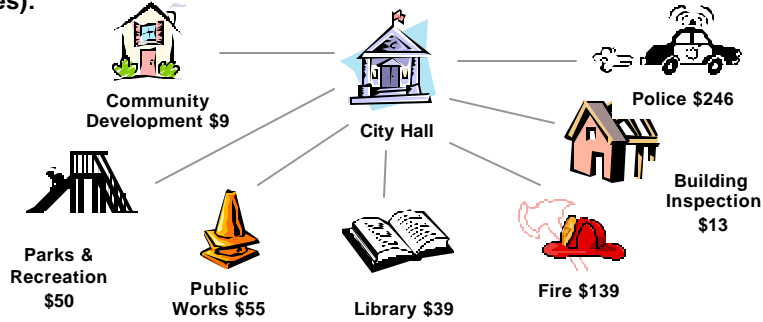 es).
Community
Development $9
City Hall
Police $246
Building
Inspection
$13
Parks &
Recreation
$50
Public
Works $55
Library $39
Fire $139